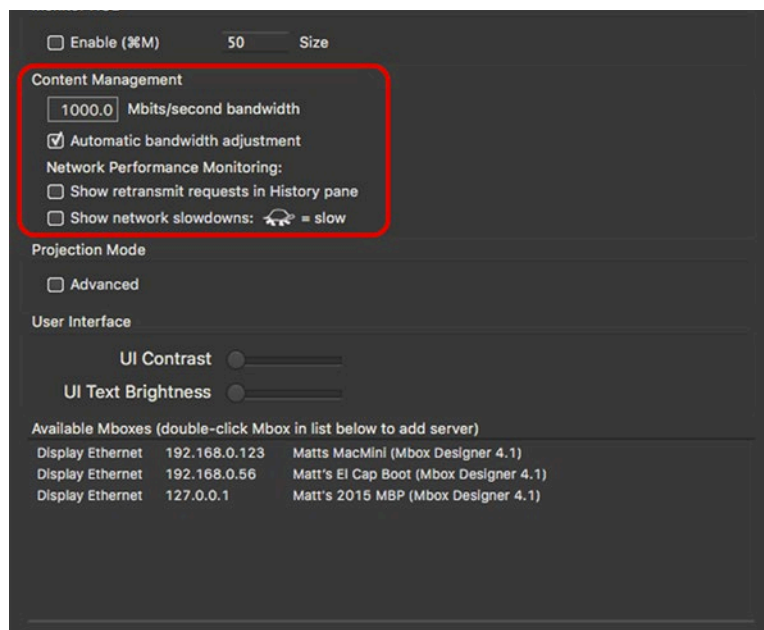 Enable (⌘M) 50 Size
Content Management
1000.0 Mbits/second bandwidth
Automatic bandwidth adjustment
Network Performance Monitoring:
Show retransmit requests in History pane
Show network slowdowns: = slow
Projection Mode
Advanced
User Interface
UI Contrast
UI Text Brightness
Available Mboxes (double-click Mbox in list below to add server)
Display Ethernet 192.168.0.123 Matts MacMini (Mbox Designer 4.1)
Display Ethernet 192.168.0.56 Matt's El Cap Boot (Mbox Designer 4.1)
Display Ethernet 127.0.0.1 Matt's 2015 MBP (Mbox Designer 4.1)